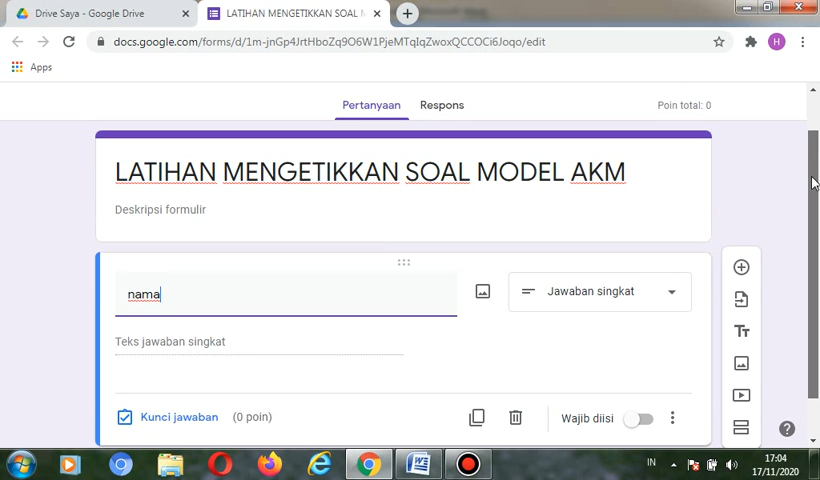 Drive Saya - Google Drive
LATIHAN MENGETIKKAN SOAL M
docs.google.com/forms/d/1m-jnGp4JrtHboZq9O6W1PjeMTqIqZwoxQCCOCi6Joqo/edit
H
Apps
Pertanyaan Respons Poin total: 0
LATIHAN MENGETIKKAN SOAL MODEL AKM
Deskripsi formulir
nama
Jawaban singkat
Teks jawaban singkat
Tт
Kunci jawaban (0 poin)
Wajib diisi
IN
17:04
17/11/2020